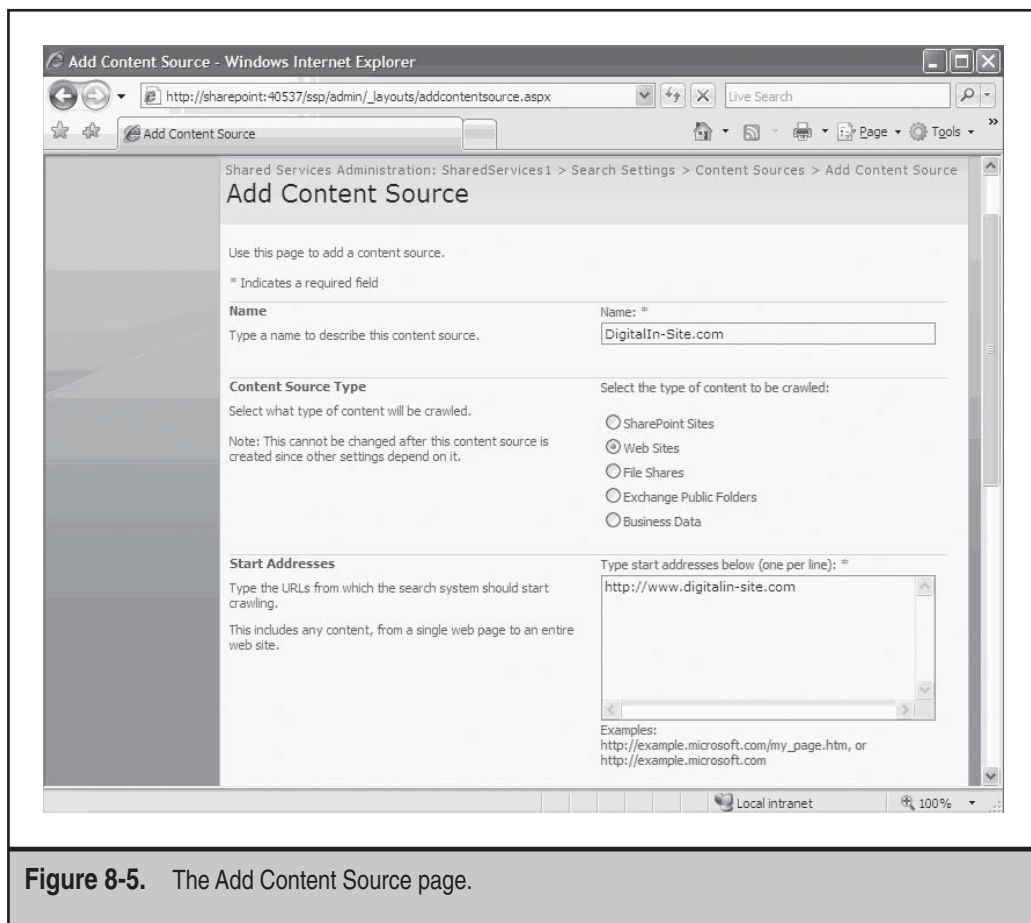 Add Content Source - Windows Internet Explorer
http://sharepoint:40537/ssp/admin/_layouts/addcontentsource.aspx
Live Search
Add Content Source
Page
Tools
Shared Services Administration: SharedServices1 > Search Settings > Content Sources > Add Content Source
Add Content Source
Use this page to add a content source.
* Indicates a required field
Name
Type a name to describe this content source.
Name: *
DigitalIn-Site.com
Content Source Type
Select what type of content will be crawled.
Note: This cannot be changed after this content source is
created since other settings depend on it.
Select the type of content to be crawled:
SharePoint Sites
Web Sites
File Shares
Exchange Public Folders
Business Data
Start Addresses
Type the URLs from which the search system should start
crawling.
This includes any content, from a single web page to an entire
web site.
Type start addresses below (one per line): *
http://www.digitalin-site.com
Examples:
http://example.microsoft.com/my_page.htm, or
http://example.microsoft.com
Local intranet
100%
Figure 8-5. The Add Content Source page.